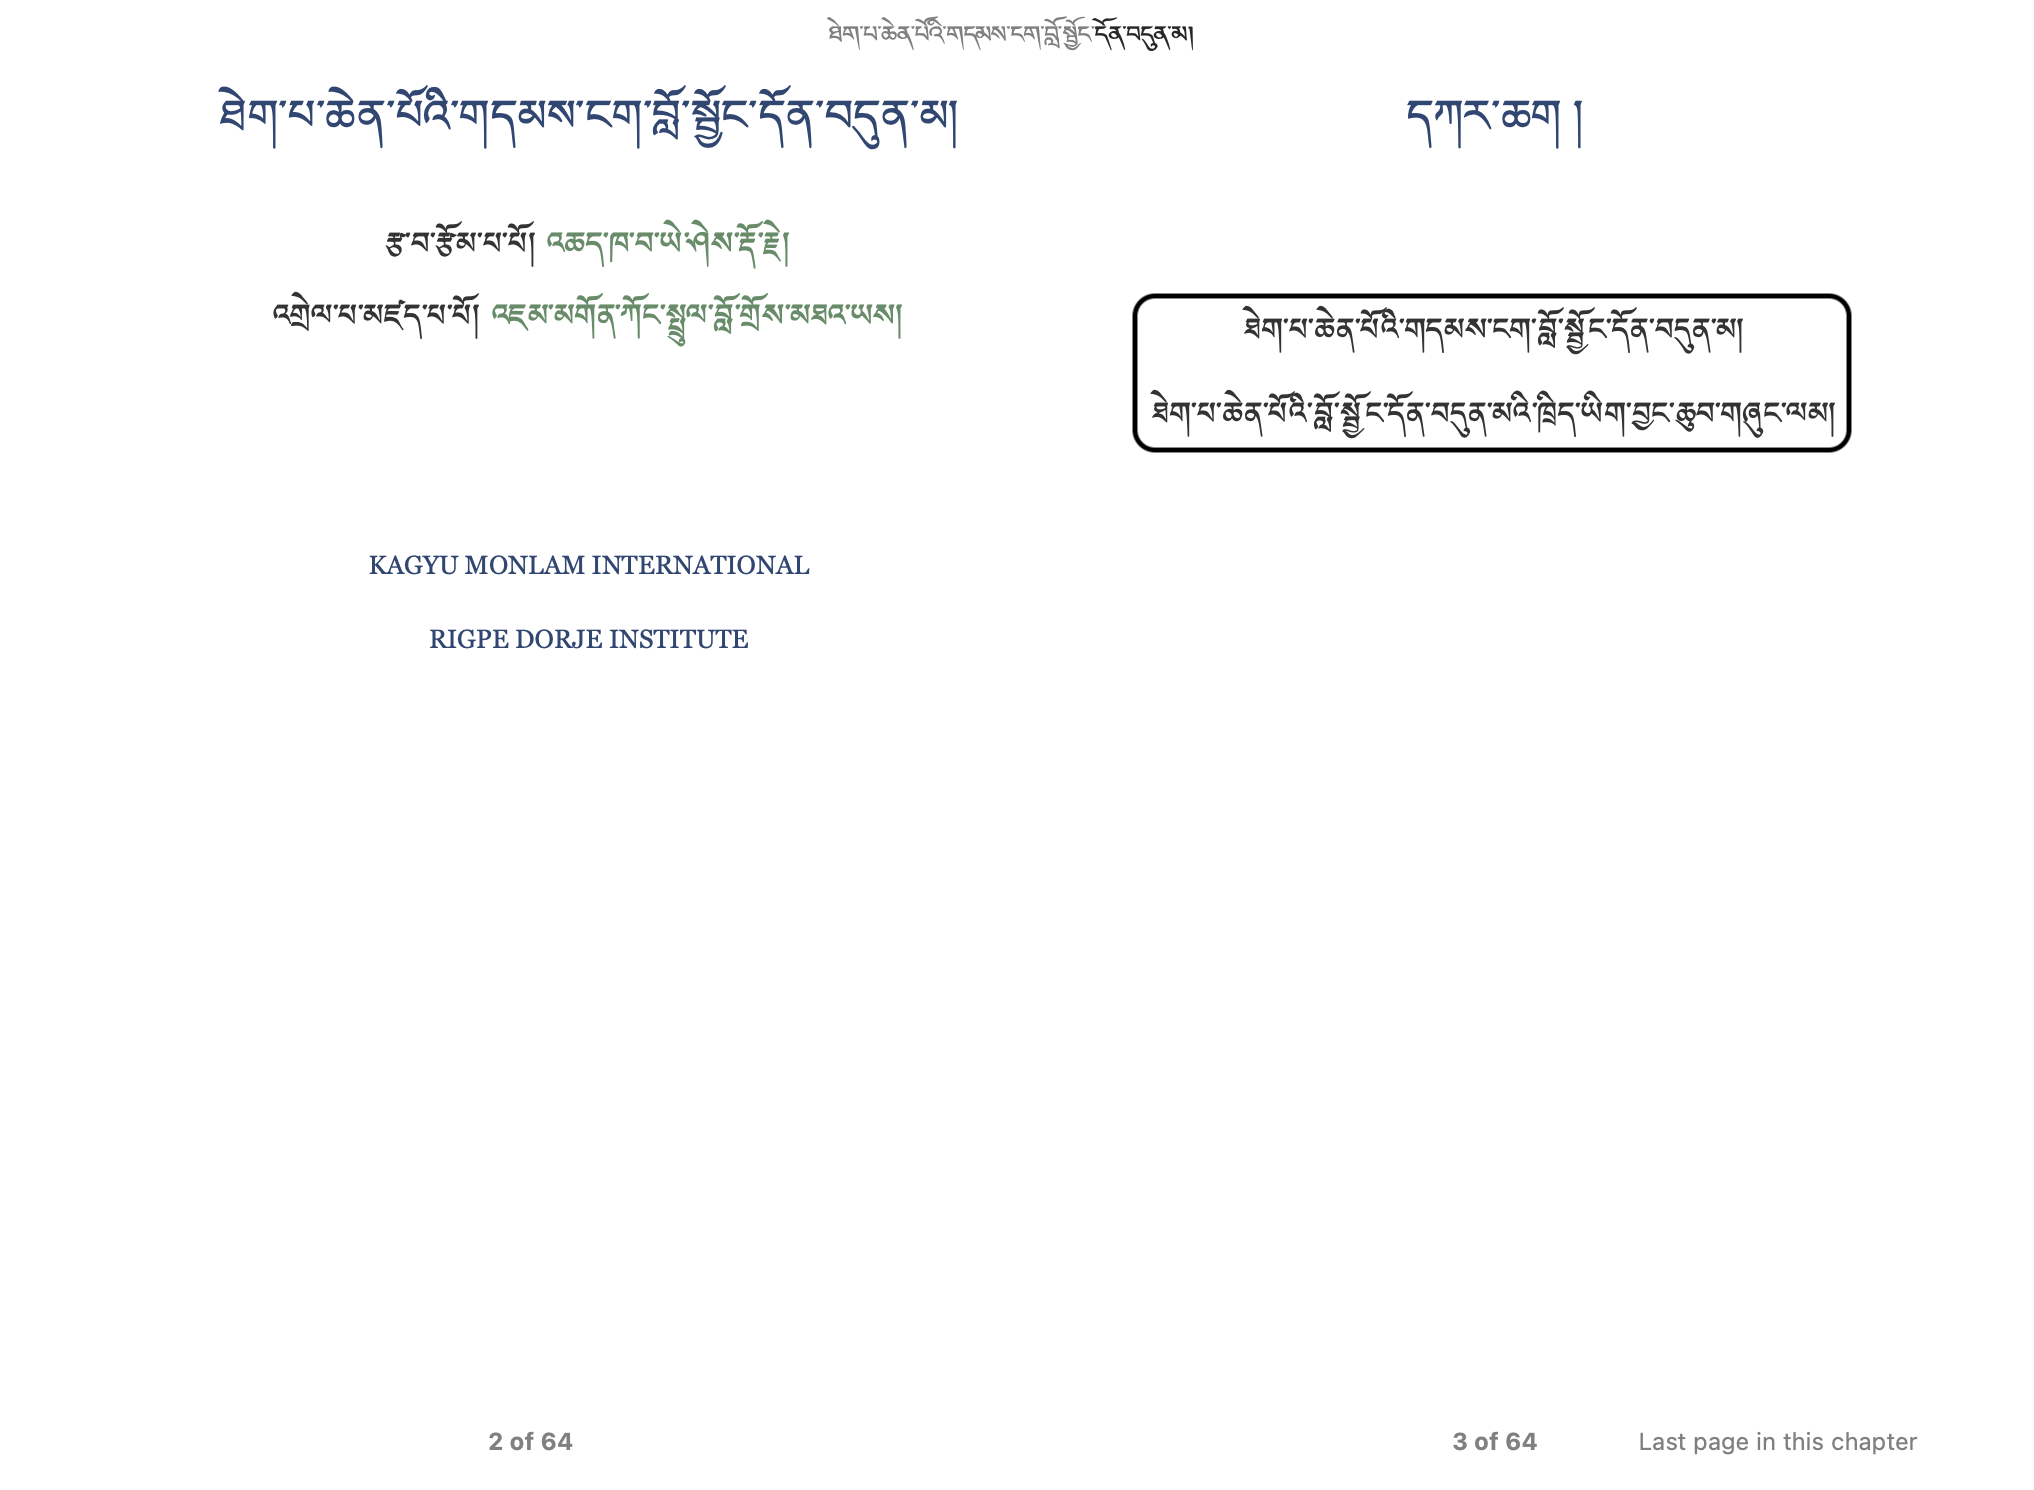 ཐེག་པ་ཆེན་པོའི་གདམས་ངག་བློ་སྦྱོང་དོན་བདུན་མ།
ཐེག་པ་ཆེན་པོའི་གདམས་ངག་བློ་སྦྱོང་དོན་བདུན་མ།
རྩ་བ་རྩོམ་པ་པོ། འཆད་ཁ་བ་ཡེ་ཤེས་རྡོ་རྗེ།
འགྲེལ་པ་མཛད་པ་པོ། འཇམ་མགོན་ཀོང་སྤྲུལ་བློ་གྲོས་མཐའ་ཡས།
KAGYU MONLAM INTERNATIONAL
RIGPE DORJE INSTITUTE
2 of 64
དཀར་ཆག །
ཐེག་པ་ཆེན་པོའི་གདམས་ངག་བློ་སྦྱོང་དོན་བདུན་མ།
ཐེག་པ་ཆེན་པོའི་བློ་སྦྱོང་དོན་བདུན་མའི་ཁྲིད་ཡིག་བྱང་ཆུབ་གཞུང་ལམ།
3 of 64
Last page in this chapter